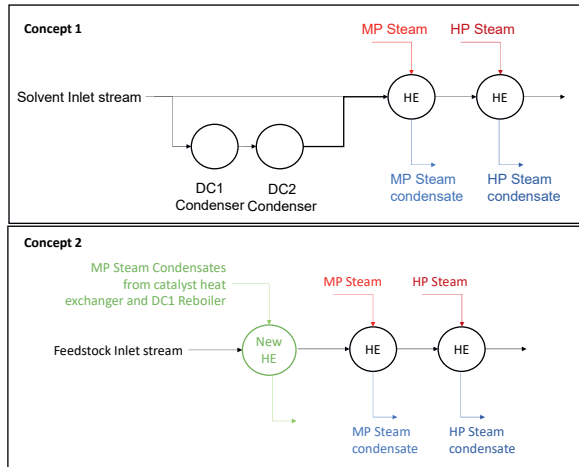 Concept 1
MP Steam
HP Steam
Solvent Inlet stream
HE
HE
DC1
Condenser
DC2
Condenser
MP Steam
condensate
HP Steam
condensate
Concept 2
MP Steam Condensates
from catalyst heat
exchanger and DC1 Reboiler
MP Steam
HP Steam
Feedstock Inlet stream
New
HE
HE
HE
MP Steam
condensate
HP Steam
condensate